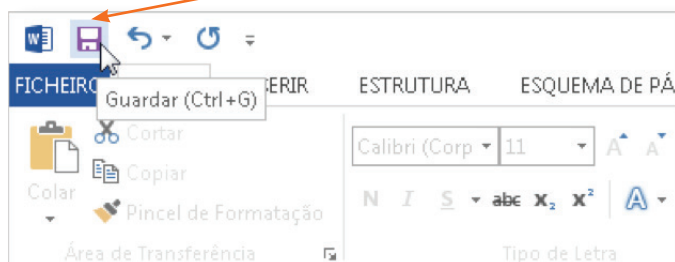 W
FICHEIRO ERIR ESTRUTURA ESQUEMA DE PÁ
Guardar (Ctrl+G)
Cortar
Calibri (Corp 11 A A
Copiar
Colar
N I S abc X₂ X² A
Pincel de Formatação
Área de Transferência Tipo de Letra